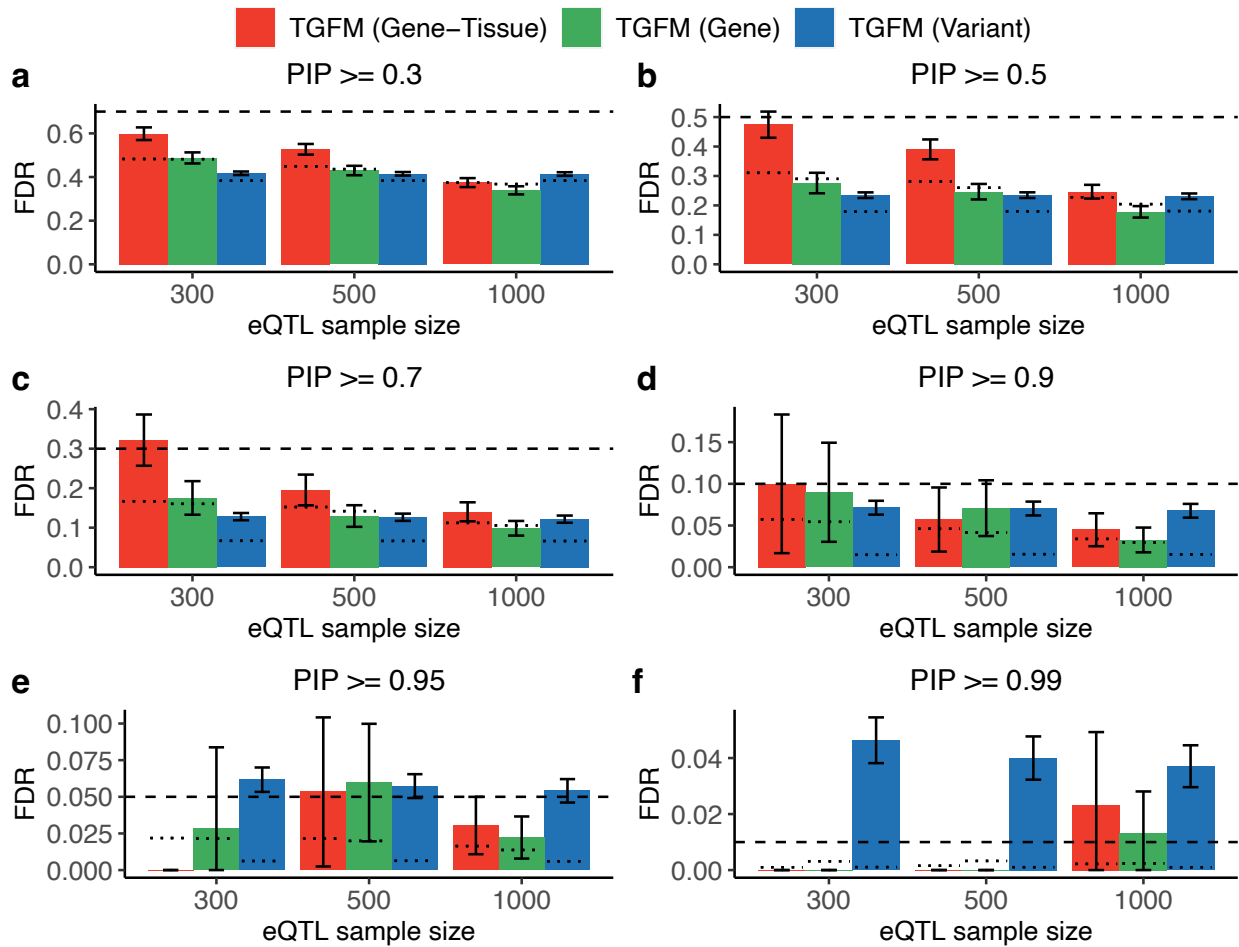 TGFM (Gene−Tissue) TGFM (Gene) TGFM (Variant)
a PIP >= 0.3
FDR
0.6
0.4
0.2
0.0
300 500 1000
eQTL sample size
b PIP >= 0.5
FDR
0.5
0.4
0.3
0.2
0.1
0.0
300 500 1000
eQTL sample size
c PIP >= 0.7
FDR
0.4
0.3
0.2
0.1
0.0
300 500 1000
eQTL sample size
d PIP >= 0.9
FDR
0.15
0.10
0.05
0.00
300 500 1000
eQTL sample size
e PIP >= 0.95
FDR
0.100
0.075
0.050
0.025
0.000
300 500 1000
eQTL sample size
f PIP >= 0.99
FDR
0.04
0.02
0.00
300 500 1000
eQTL sample size